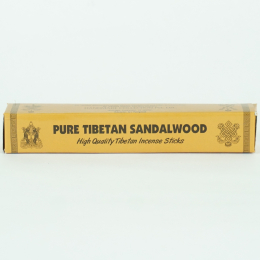 PURE TIBETAN SANDALWOOD
High Quality Tibetan Incense Sticks